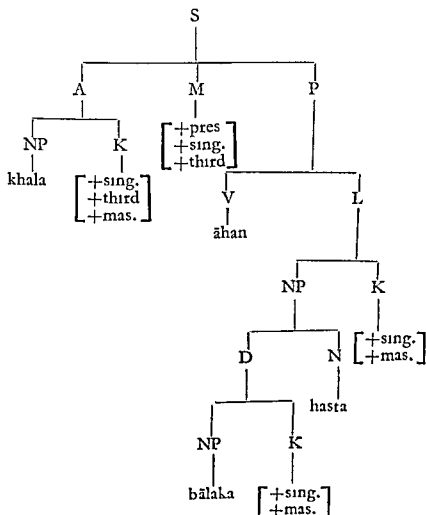 S
A M P
NP K
[+pres
+sing.
+third]
khala
[+sing.
+third
+mas.]
V L
āhan
NP K
D N
[+sing.
+mas.]
hasta
NP K
bālaka
[+sing.
+mas.]